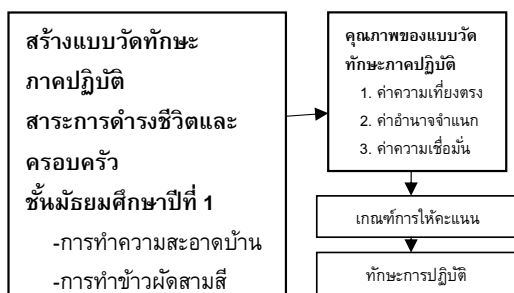 สร้างแบบวัดทักษะ
ภาคปฏิบัติ
สาระการดำรงชีวิตและ
ครอบครัว
ชั้นมัธยมศึกษาปีที่ 1
-การทำความสะอาดบ้าน
-การทำข้าวผัดสามสี
คุณภาพของแบบวัด
ทักษะภาคปฏิบัติ
1. ค่าความเที่ยงตรง
2. ค่าอำนาจจำแนก
3. ค่าความเชื่อมั่น
เกณฑ์การให้คะแนน
ทักษะการปฏิบัติ